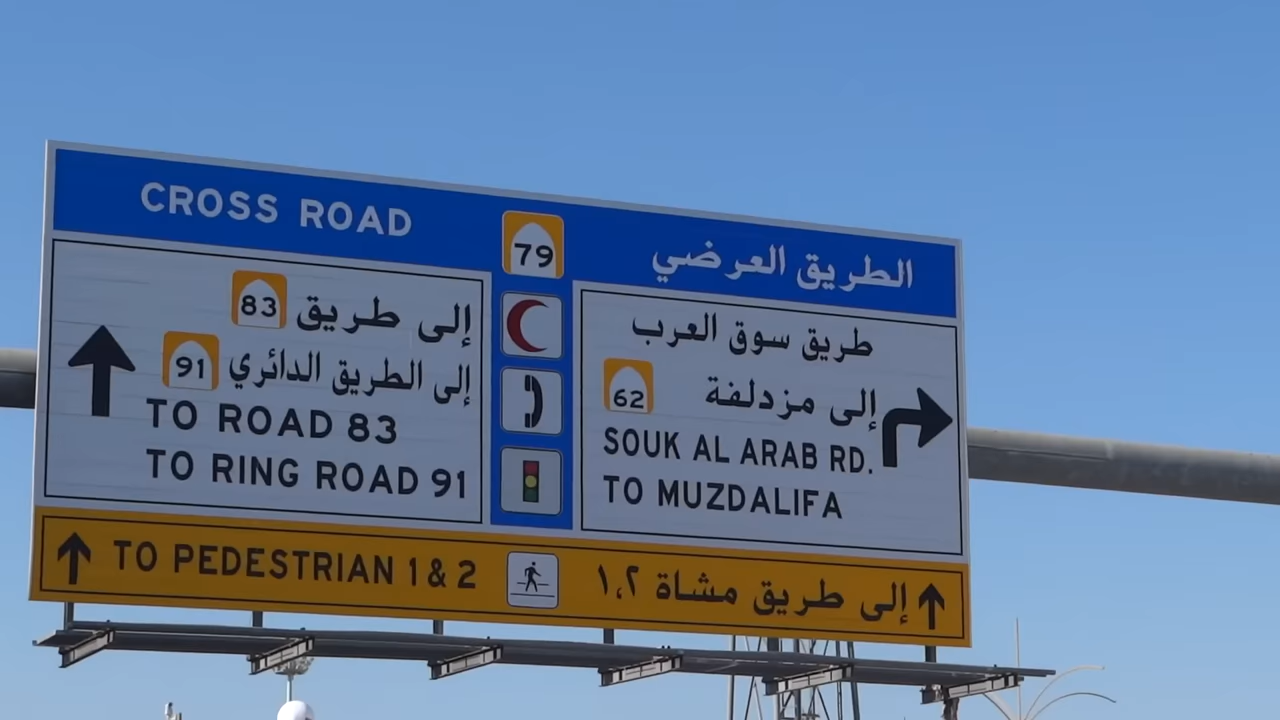 CROSS ROAD
79
الطريق العرضي
إلى طريق 83
إلى الطريق الدائري 91
TO ROAD 83
TO RING ROAD 91
طريق سوق العرب
إلى مزدلفة 62
SOUK AL ARAB RD.
TO MUZDALIFA
TO PEDESTRIAN 1 & 2
إلى طريق مشاة ١،٢